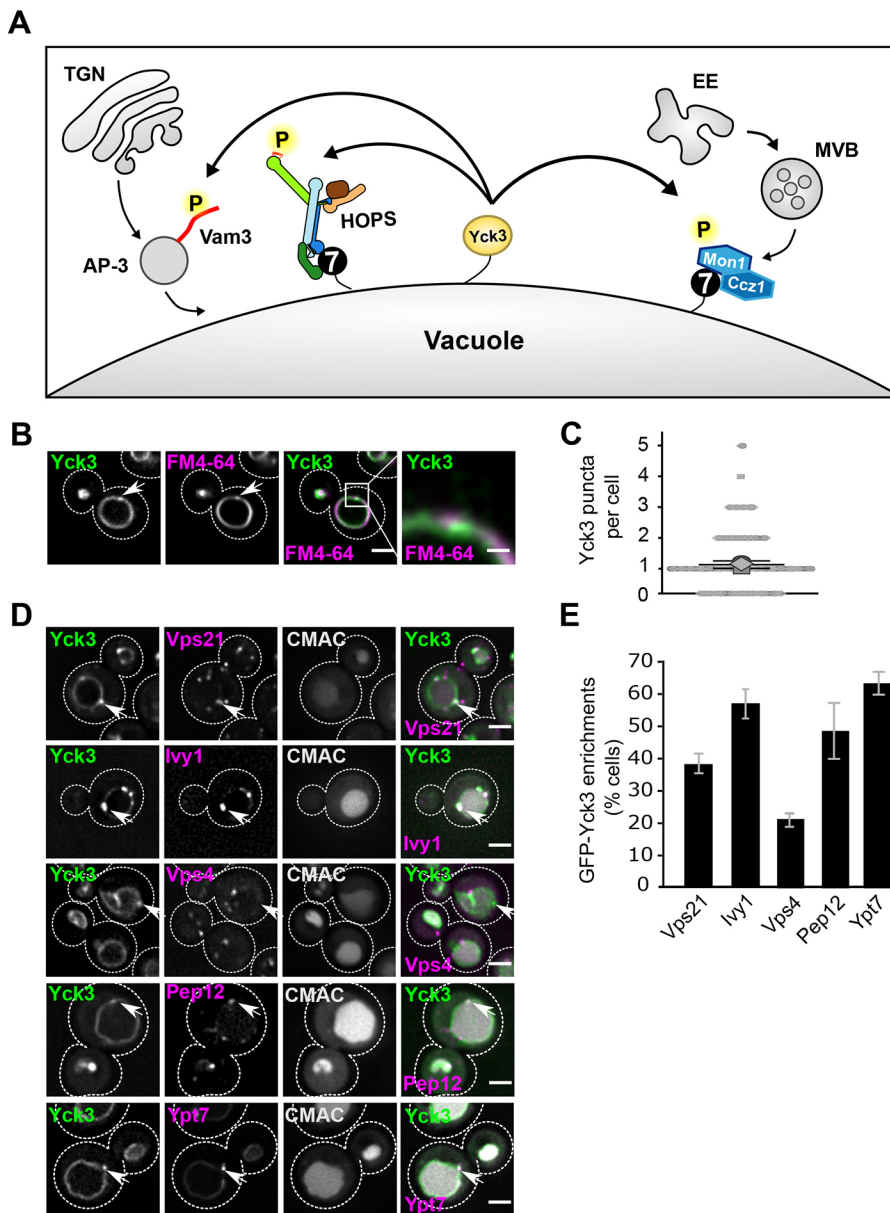 A
TGN
P
AP-3
Vam3
P
HOPS
7
Yck3
EE
MVB
P
Mon1
7
Ccz1
Vacuole
B
Yck3
FM4-64
Yck3
FM4-64
Yck3
FM4-64
C
Yck3 puncta
per cell
5
4
3
2
1
0
D
Yck3
Vps21
CMAC
Yck3
Vps21
Yck3
Ivy1
CMAC
Yck3
Ivy1
Yck3
Vps4
CMAC
Yck3
Vps4
Yck3
Pep12
CMAC
Yck3
Pep12
Yck3
Ypt7
CMAC
Yck3
Ypt7
E
GFP-Yck3 enrichments
(% cells)
70
60
50
40
30
20
10
0
Vps21
Ivy1
Vps4
Pep12
Ypt7